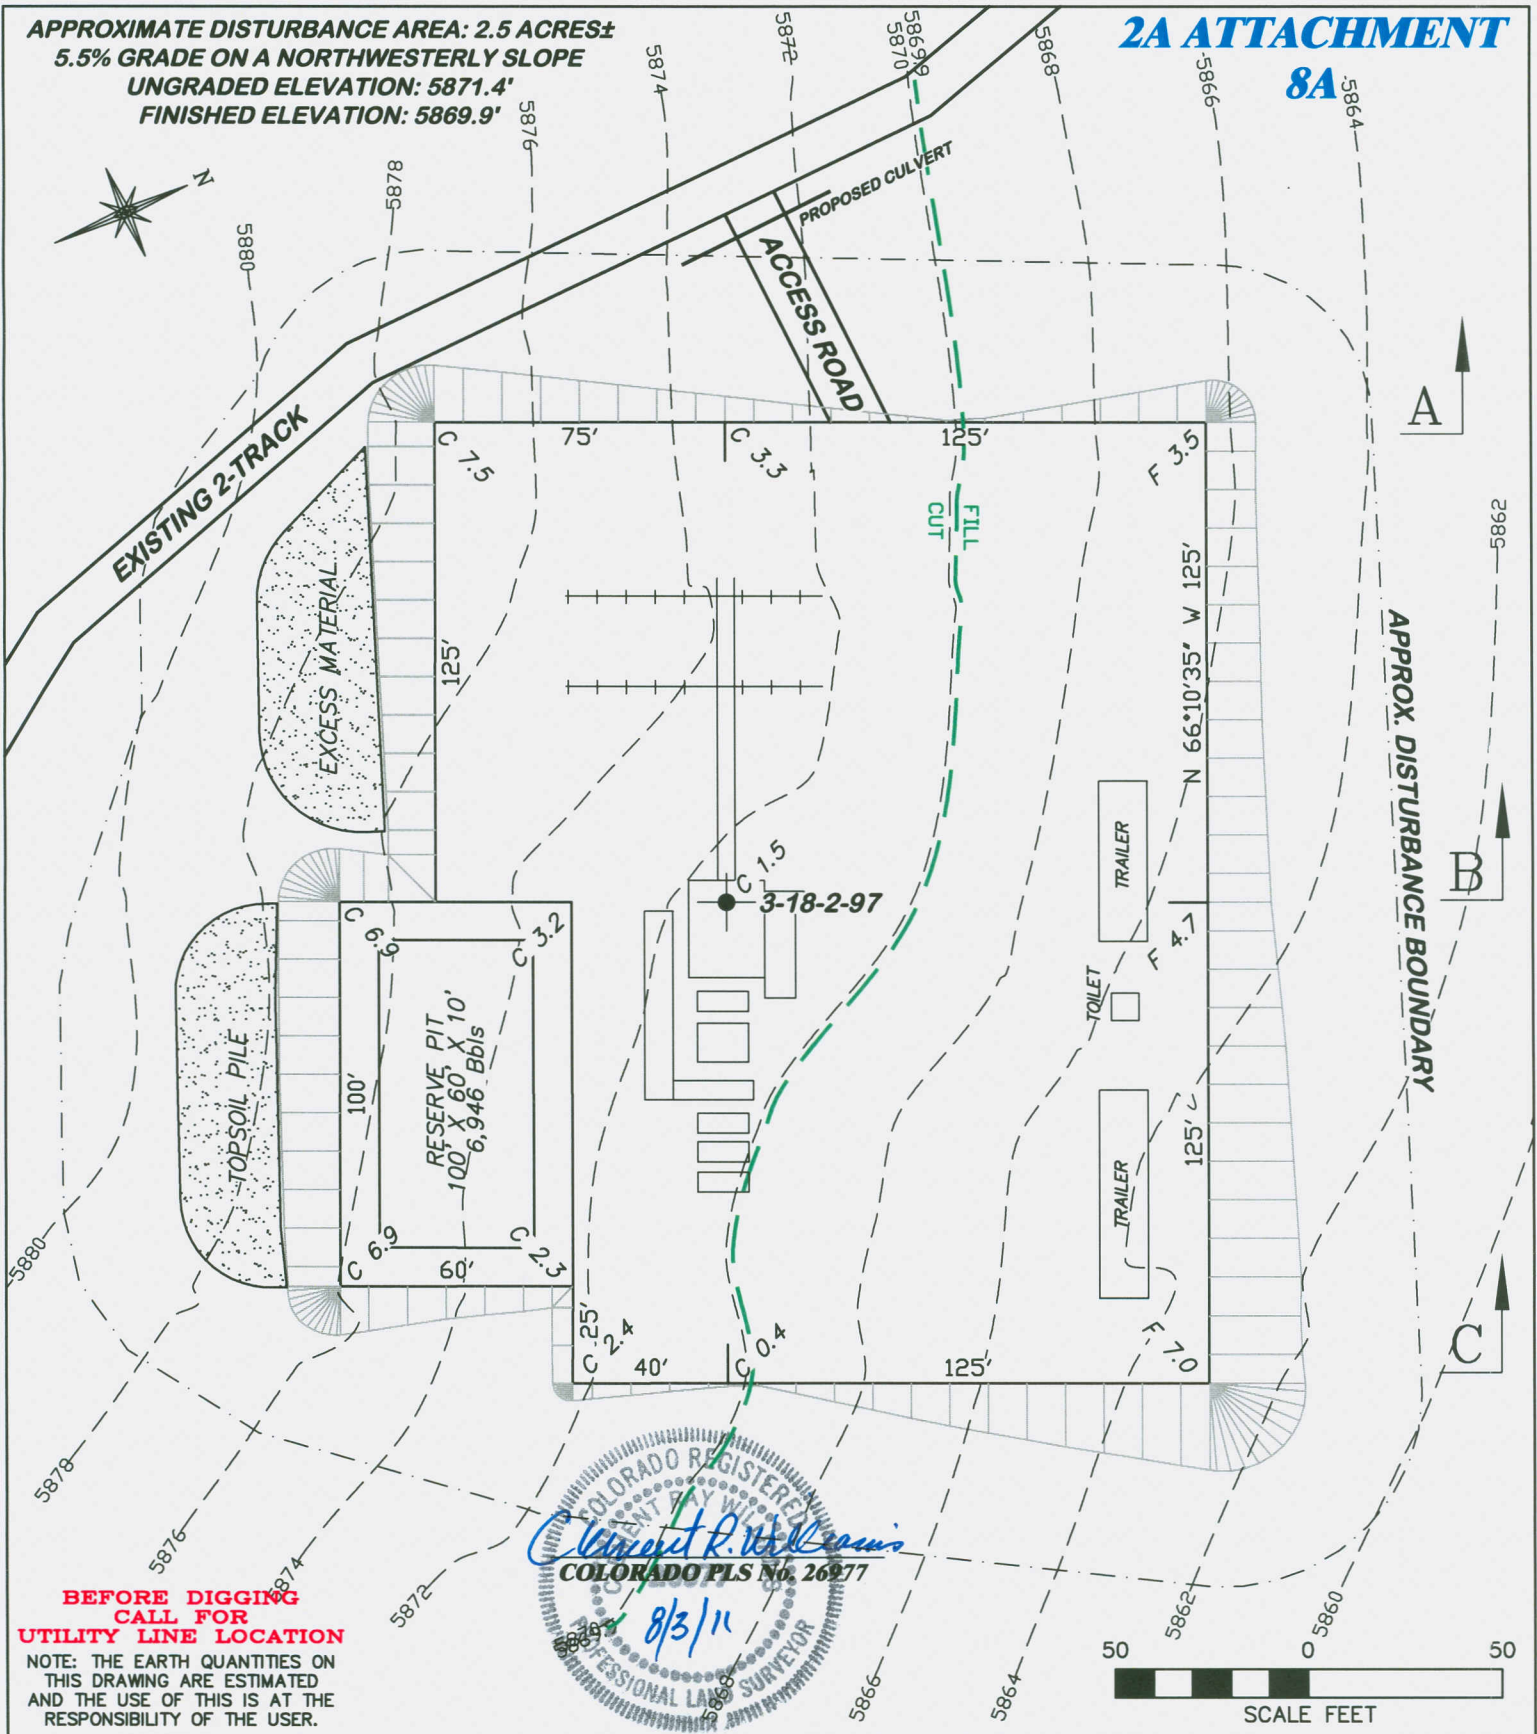 APPROXIMATE DISTURBANCE AREA: 2.5 ACRES±
5.5% GRADE ON A NORTHWESTERLY SLOPE
UNGRADED ELEVATION: 5871.4'
FINISHED ELEVATION: 5869.9'
2A ATTACHMENT
8A
5872
5870
5869.9
5868
5866
5864
5874
5876
5878
5880
N
PROPOSED CULVERT
ACCESS ROAD
EXISTING 2-TRACK
A
C 7.5
75'
C 3.3
125'
F 3.5
CUT
FILL
5862
EXCESS MATERIAL
125'
N 66°10'35" W 125'
APPROX. DISTURBANCE BOUNDARY
TRAILER
B
C 1.5
3-18-2-97
C 6.9
C 3.2
F 4.7
TOILET
TOPSOIL PILE
100'
RESERVE PIT
100' X 60' X 10'
6,946 Bbls
125'
TRAILER
5880
C 6.9
60'
C 2.3
25'
C 2.4
40'
C 0.4
125'
F 7.0
C
5878
5876
5874
5872
COLORADO REGISTERED
CLEMENT RAY WILLIAMS
26977
PROFESSIONAL LAND SURVEYOR
Clement R. Williams
COLORADO PLS No. 26977
8/3/11
5868
5866
5864
5862
5860
BEFORE DIGGING
CALL FOR
UTILITY LINE LOCATION
NOTE: THE EARTH QUANTITIES ON
THIS DRAWING ARE ESTIMATED
AND THE USE OF THIS IS AT THE
RESPONSIBILITY OF THE USER.
50 0 50
SCALE FEET